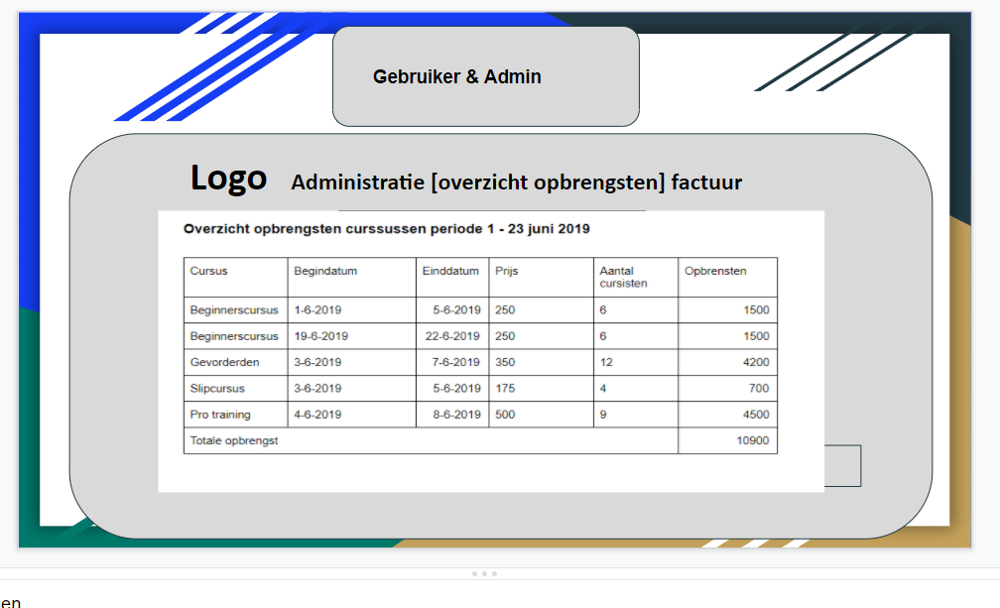 Gebruiker & Admin
Logo Administratie [overzicht opbrengsten] factuur
Overzicht opbrengsten curssussen periode 1 - 23 juni 2019
Cursus Begindatum Einddatum Prijs Aantal cursisten Opbrensten
Beginnerscursus 1-6-2019 5-6-2019 250 6 1500
Beginnerscursus 19-6-2019 22-6-2019 250 6 1500
Gevorderden 3-6-2019 7-6-2019 350 12 4200
Slipcursus 3-6-2019 5-6-2019 175 4 700
Pro training 4-6-2019 8-6-2019 500 9 4500
Totale opbrengst 10900
en